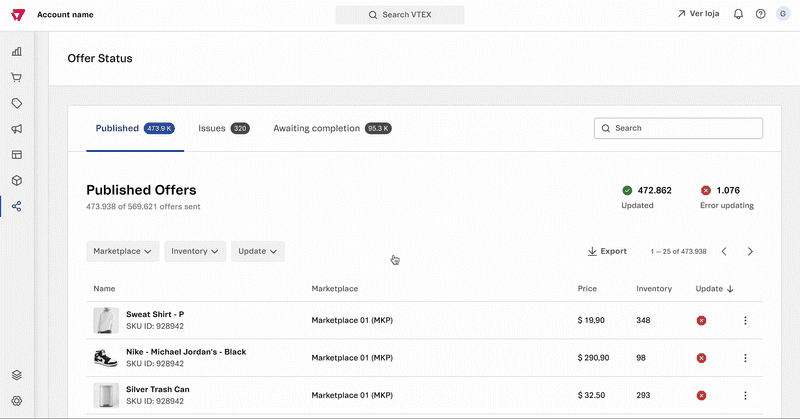 Account name
Search VTEX
Ver loja
G
Offer Status
Published 473.9 K
Issues 320
Awaiting completion 95.3 K
Search
Published Offers
473.938 of 569.621 offers sent
472.862
Updated
1.076
Error updating
Marketplace
Inventory
Update
Export
1 – 25 of 473.938
Name Marketplace Price Inventory Update
Sweat Shirt - P
SKU ID: 928942
Marketplace 01 (MKP) $ 19,90 348
Nike - Michael Jordan's - Black
SKU ID: 928942
Marketplace 01 (MKP) $ 290,90 98
Silver Trash Can
SKU ID: 928942
Marketplace 01 (MKP) $ 32.50 293